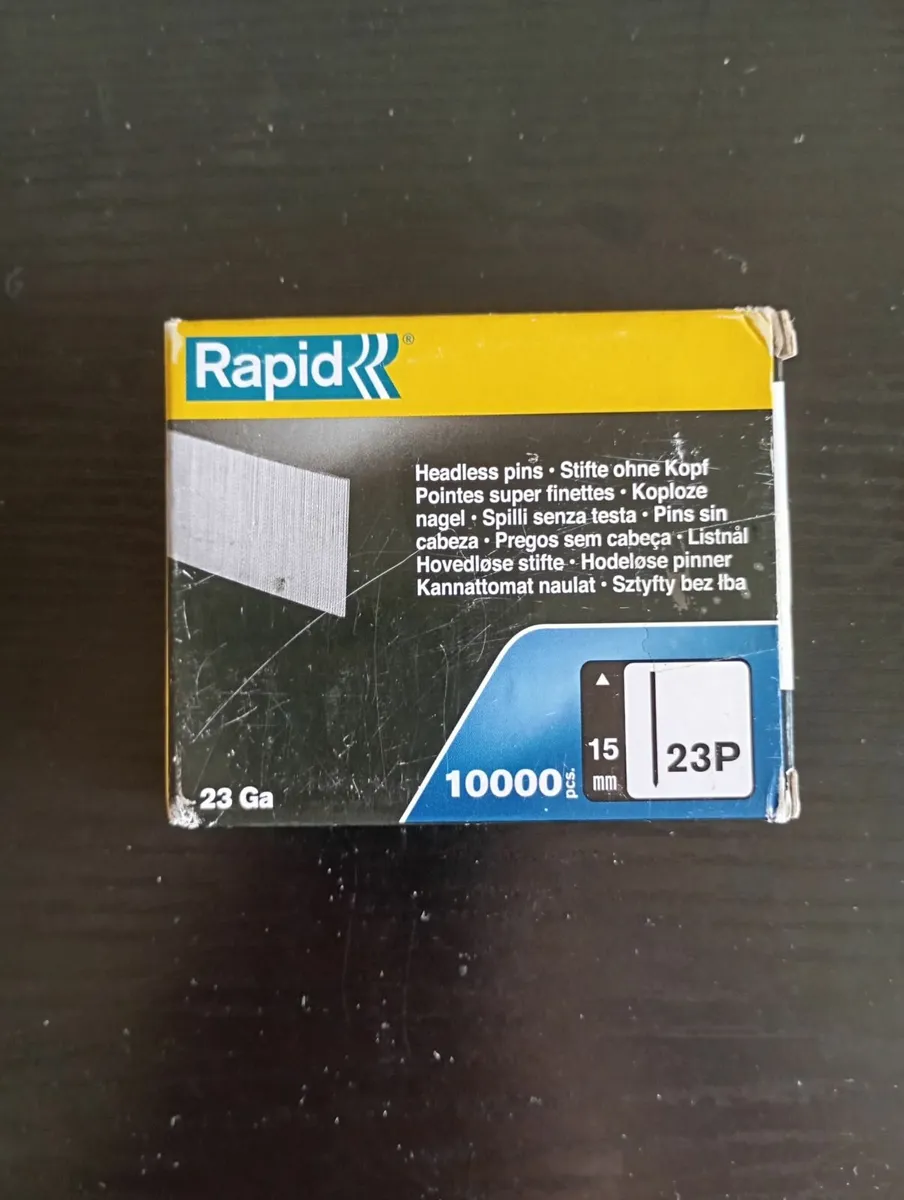 Rapid®
Headless pins • Stifte ohne Kopf
Pointes super finettes • Koploze
nagel • Spilli senza testa • Pins sin
cabeza • Pregos sem cabeça • Listnål
Hovedløse stifte • Hodeløse pinner
Kannattomat naulat • Sztyfty bez łba
15
mm
23P
10000 pcs.
23 Ga